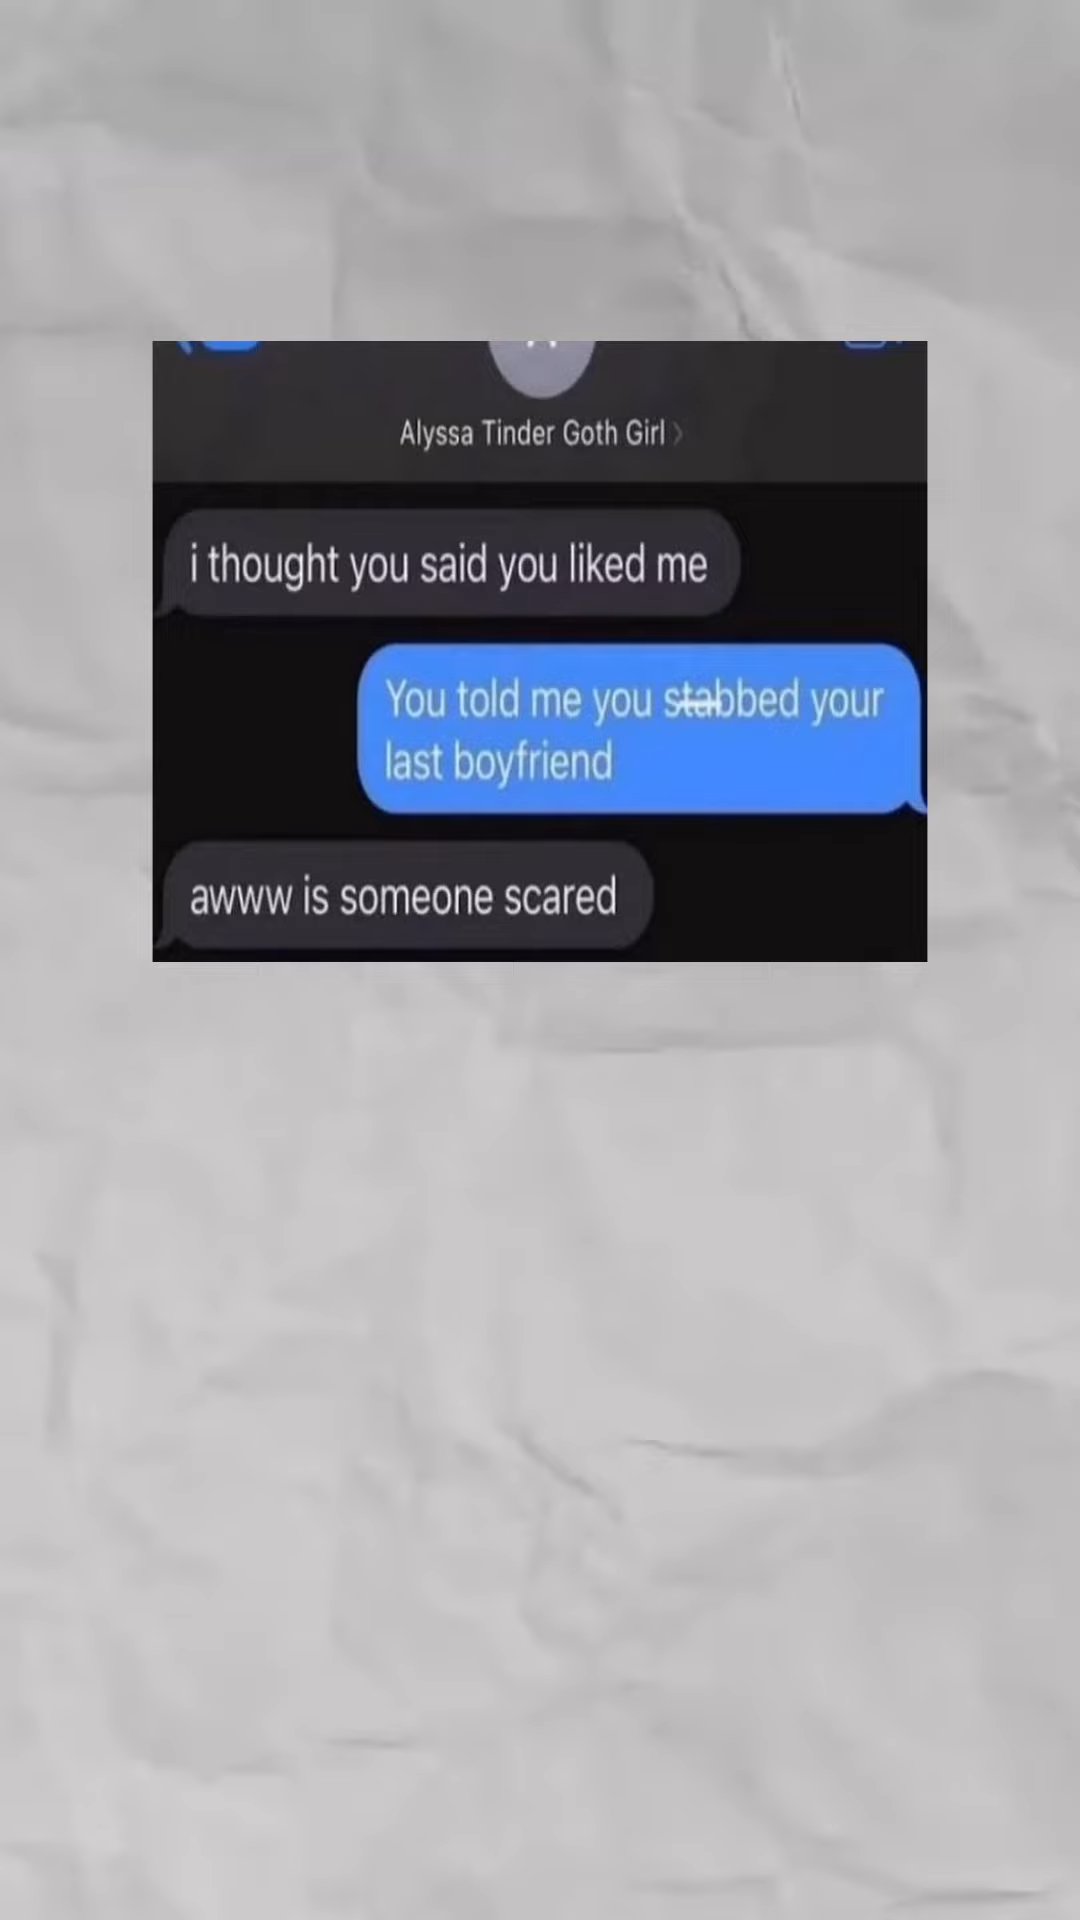 Alyssa Tinder Goth Girl
i thought you said you liked me
You told me you stabbed your
last boyfriend
awww is someone scared